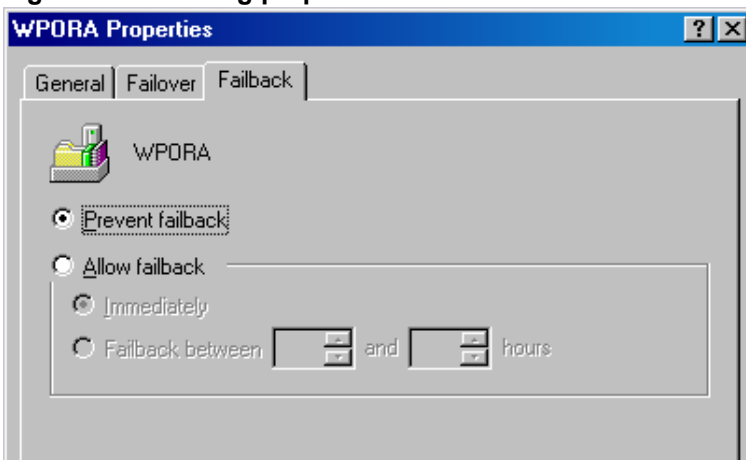 WPORA Properties
General Failover Failback
WPORA
Prevent failback
Allow failback
Immediately
Failback between and hours